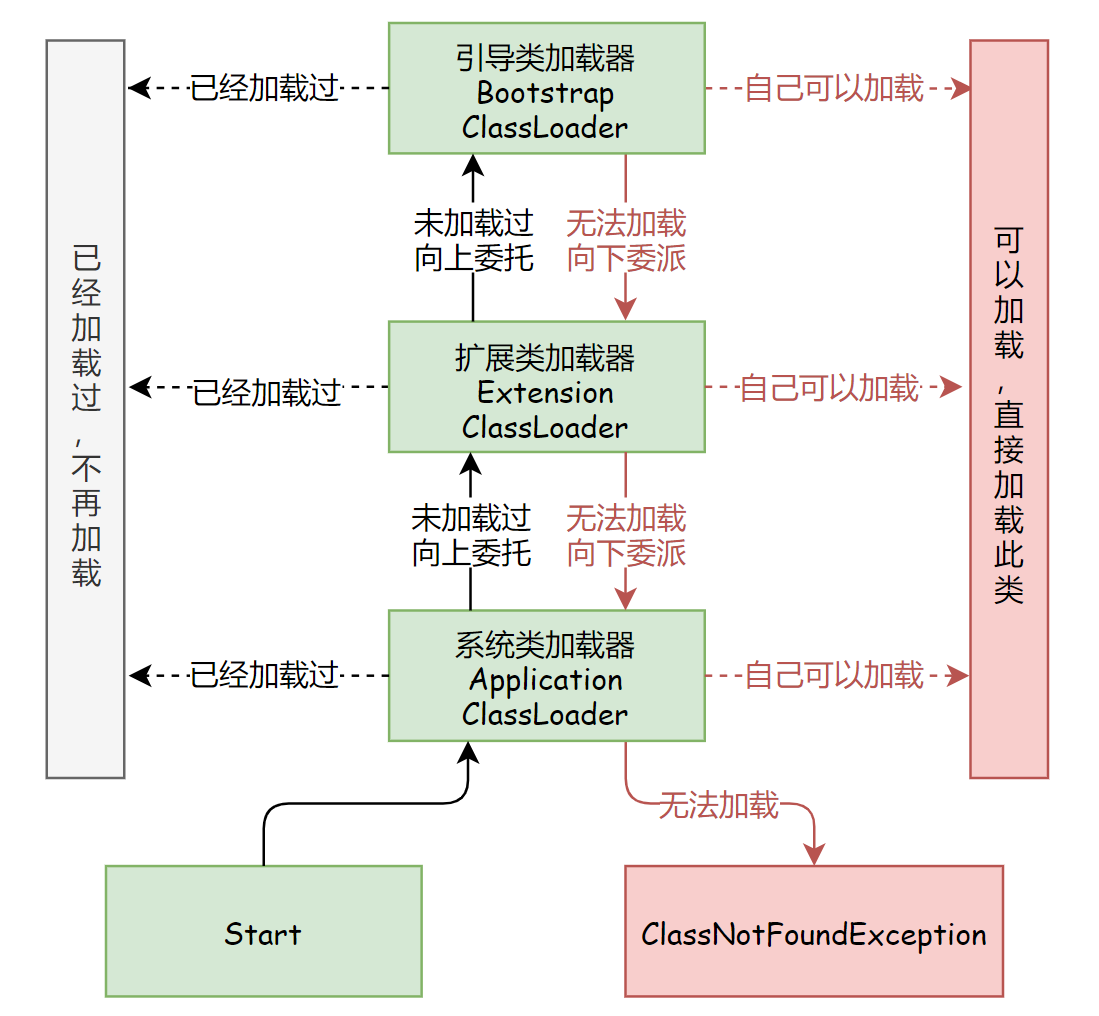 引导类加载器
Bootstrap
ClassLoader
已经加载过
自己可以加载
未加载过
向上委托
无法加载
向下委派
已经加载过,不再加载
可以加载,直接加载此类
扩展类加载器
Extension
ClassLoader
已经加载过
自己可以加载
未加载过
向上委托
无法加载
向下委派
系统类加载器
Application
ClassLoader
已经加载过
自己可以加载
无法加载
Start
ClassNotFoundException